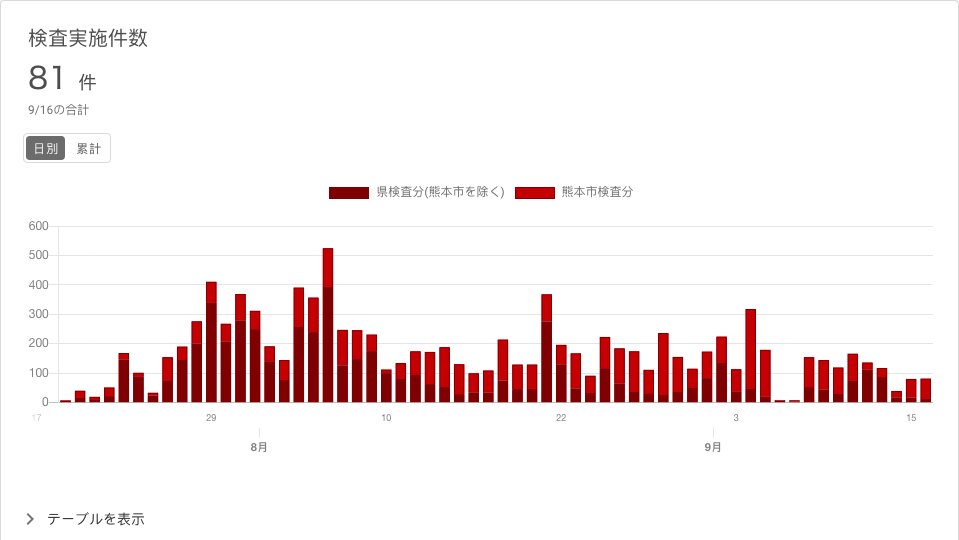 検査実施件数
81 件
9/16の合計
日別 累計
県検査分(熊本市を除く) 熊本市検査分
600
500
400
300
200
100
0
17 29 10 22 3 15
8月 9月
テーブルを表示